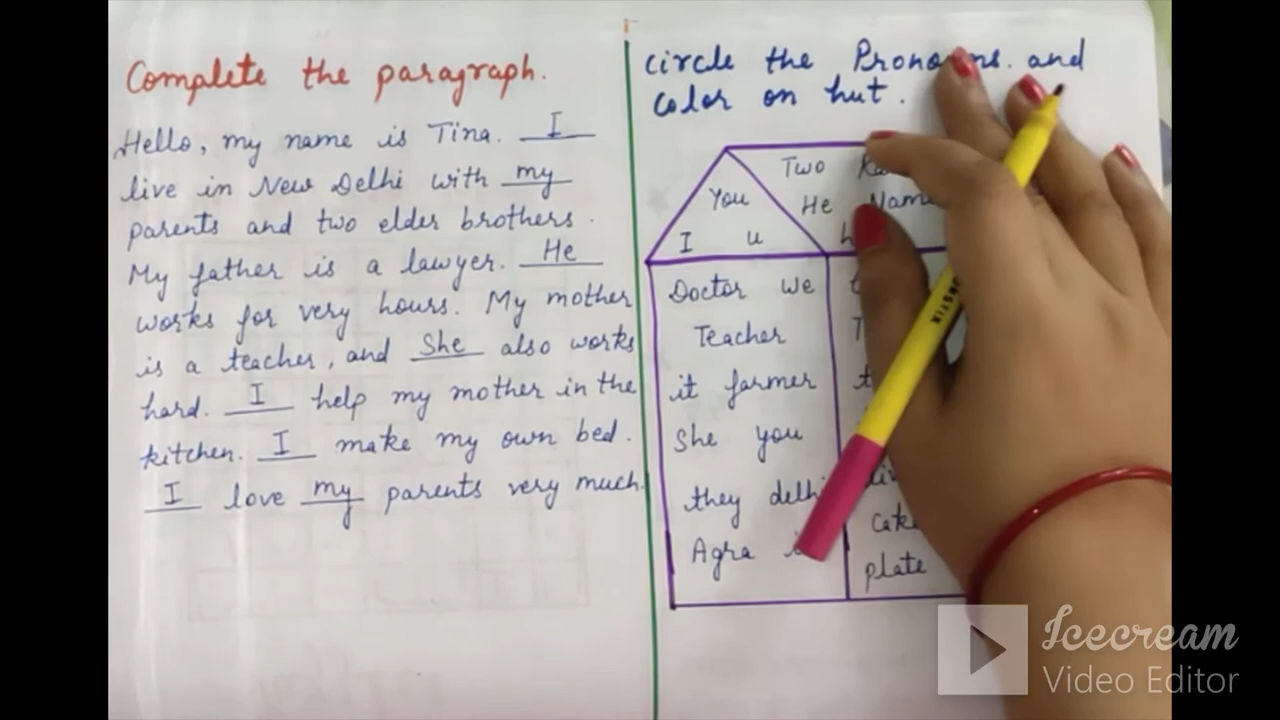 Complete the paragraph.
Hello, my name is Tina. I
live in New Delhi with my
parents and two elder brothers.
My father is a lawyer. He
works for very hours. My mother
is a teacher, and She also works
hard. I help my mother in the
kitchen. I make my own bed.
I love my parents very much.
circle the Pronouns. and
color on hut.
Two
You He Name
I u
Doctor we
Teacher
it farmer
She you
they delhi
Agra
cake
plate
Icecream
Video Editor